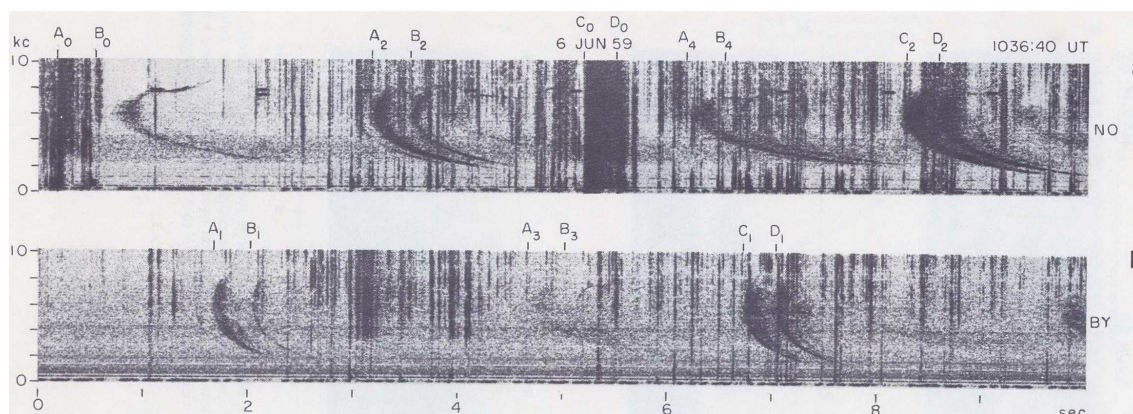 C₀ D₀
kc A₀ B₀ A₂ B₂ 6 JUN 59 A₄ B₄ C₂ D₂ 1036:40 UT
10
NO
0
A₁ B₁ A₃ B₃ C₁ D₁
10
BY
0
0 2 4 6 8 sec